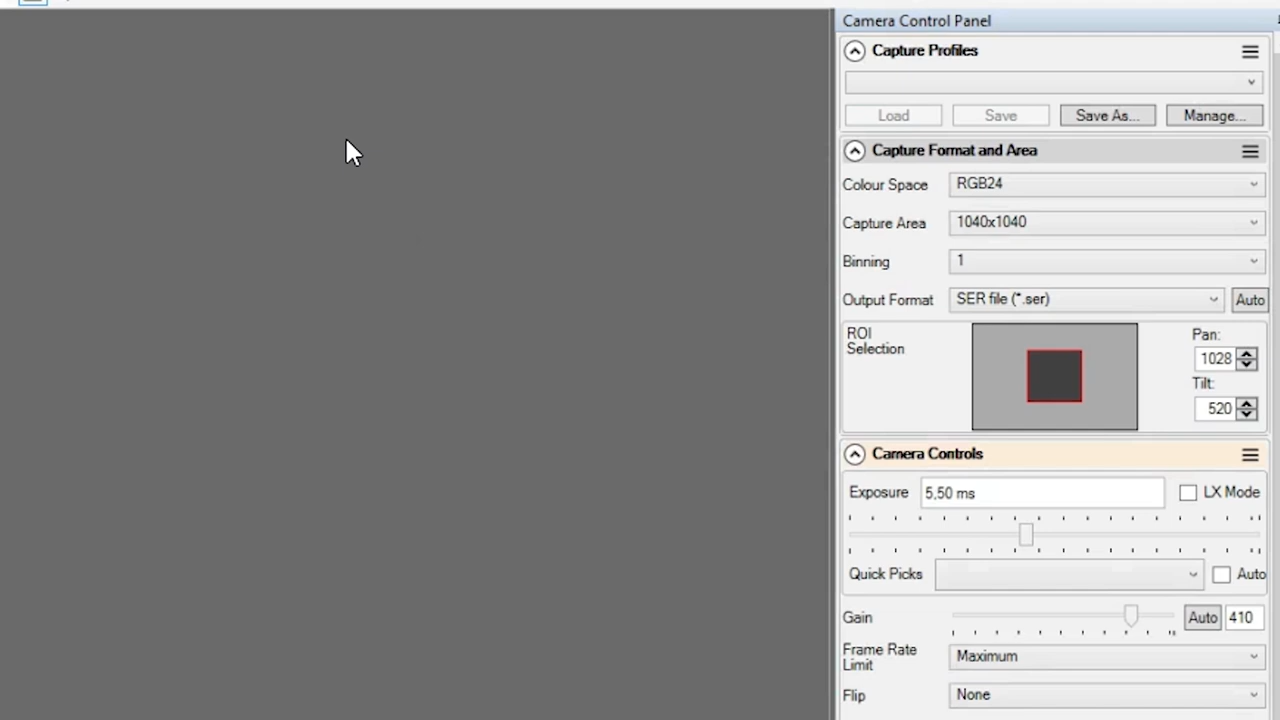 Camera Control Panel
Capture Profiles
Load Save Save As... Manage...
Capture Format and Area
Colour Space RGB24
Capture Area 1040x1040
Binning 1
Output Format SER file (*.ser) Auto
ROI
Selection
Pan:
1028
Tilt:
520
Camera Controls
Exposure 5,50 ms LX Mode
Quick Picks Auto
Gain Auto 410
Frame Rate
Limit
Maximum
Flip None